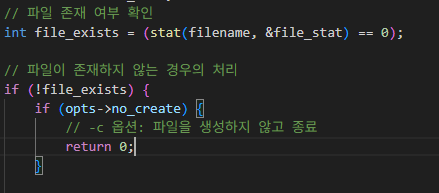 // 파일 존재 여부 확인
int file_exists = (stat(filename, &file_stat) == 0);
// 파일이 존재하지 않는 경우의 처리
if (!file_exists) {
if (opts->no_create) {
// -c 옵션: 파일을 생성하지 않고 종료
return 0;
}